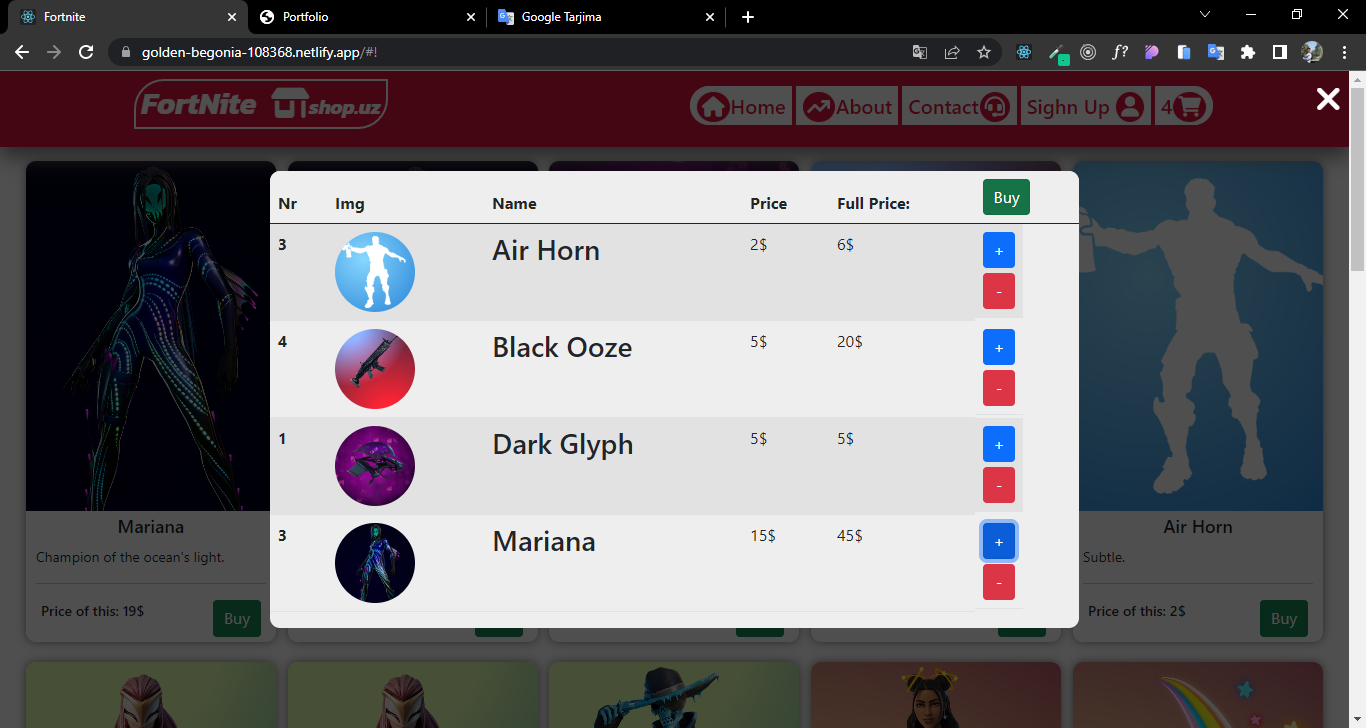 Fortnite
Portfolio
Google Tarjima
golden-begonia-108368.netlify.app/#!
f?
FortNite shop.uz
Home
About
Contact
Sighn Up
4
Nr Img Name Price Full Price: Buy
3 Air Horn 2$ 6$ +
-
4 Black Ooze 5$ 20$ +
-
1 Dark Glyph 5$ 5$ +
-
3 Mariana 15$ 45$ +
-
Mariana
Champion of the ocean's light.
Price of this: 19$ Buy
Air Horn
Subtle.
Price of this: 2$ Buy